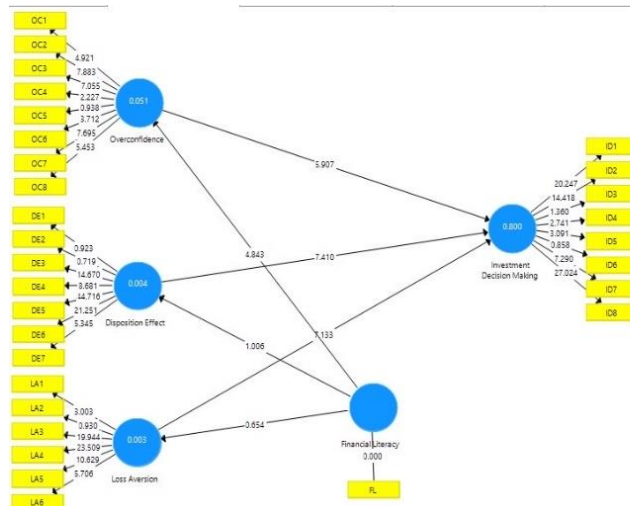 OC1
OC2
OC3
OC4
OC5
OC6
OC7
OC8
4.921
7.883
7.055
2.227
0.938
3.712
7.695
5.453
0.051
Overconfidence
DE1
DE2
DE3
DE4
DE5
DE6
DE7
0.923
0.719
14.670
8.681
14.716
21.251
5.345
0.004
Disposition Effect
LA1
LA2
LA3
LA4
LA5
LA6
3.003
0.930
19.944
23.509
10.629
5.706
0.003
Loss Aversion
5.907
7.410
7.133
4.843
1.006
0.654
Financial Literacy
0.000
FL
0.800
Investment
Decision Making
20.247
14.418
1.360
2.741
3.091
0.858
7.290
27.024
ID1
ID2
ID3
ID4
ID5
ID6
ID7
ID8